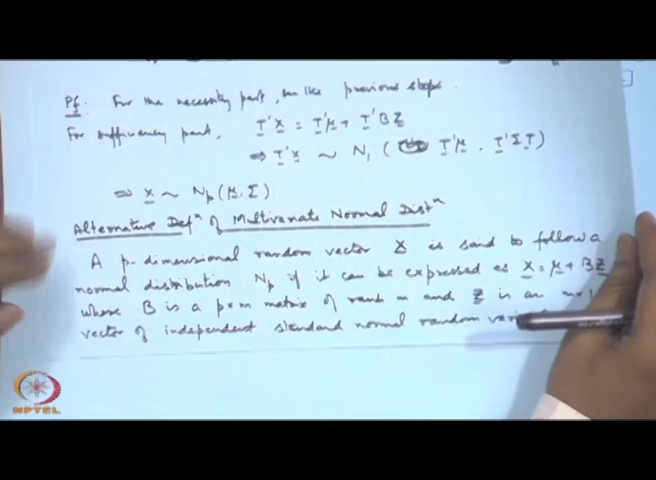 Pf. For the necessity part, see the previous steps.
For sufficiency part, T'X = T'μ + T'BZ
⇒ T'X ~ N₁ ( T'μ, T'ΣT)
⇒ X ~ Np (μ, Σ)
Alternative Defⁿ of Multivariate Normal Distⁿ
A p-dimensional random vector X is said to follow a
normal distribution Np if it can be expressed as X = μ + BZ
where B is a p×m matrix of rank m and Z is an m×1
vector of independent standard normal random
NPTEL